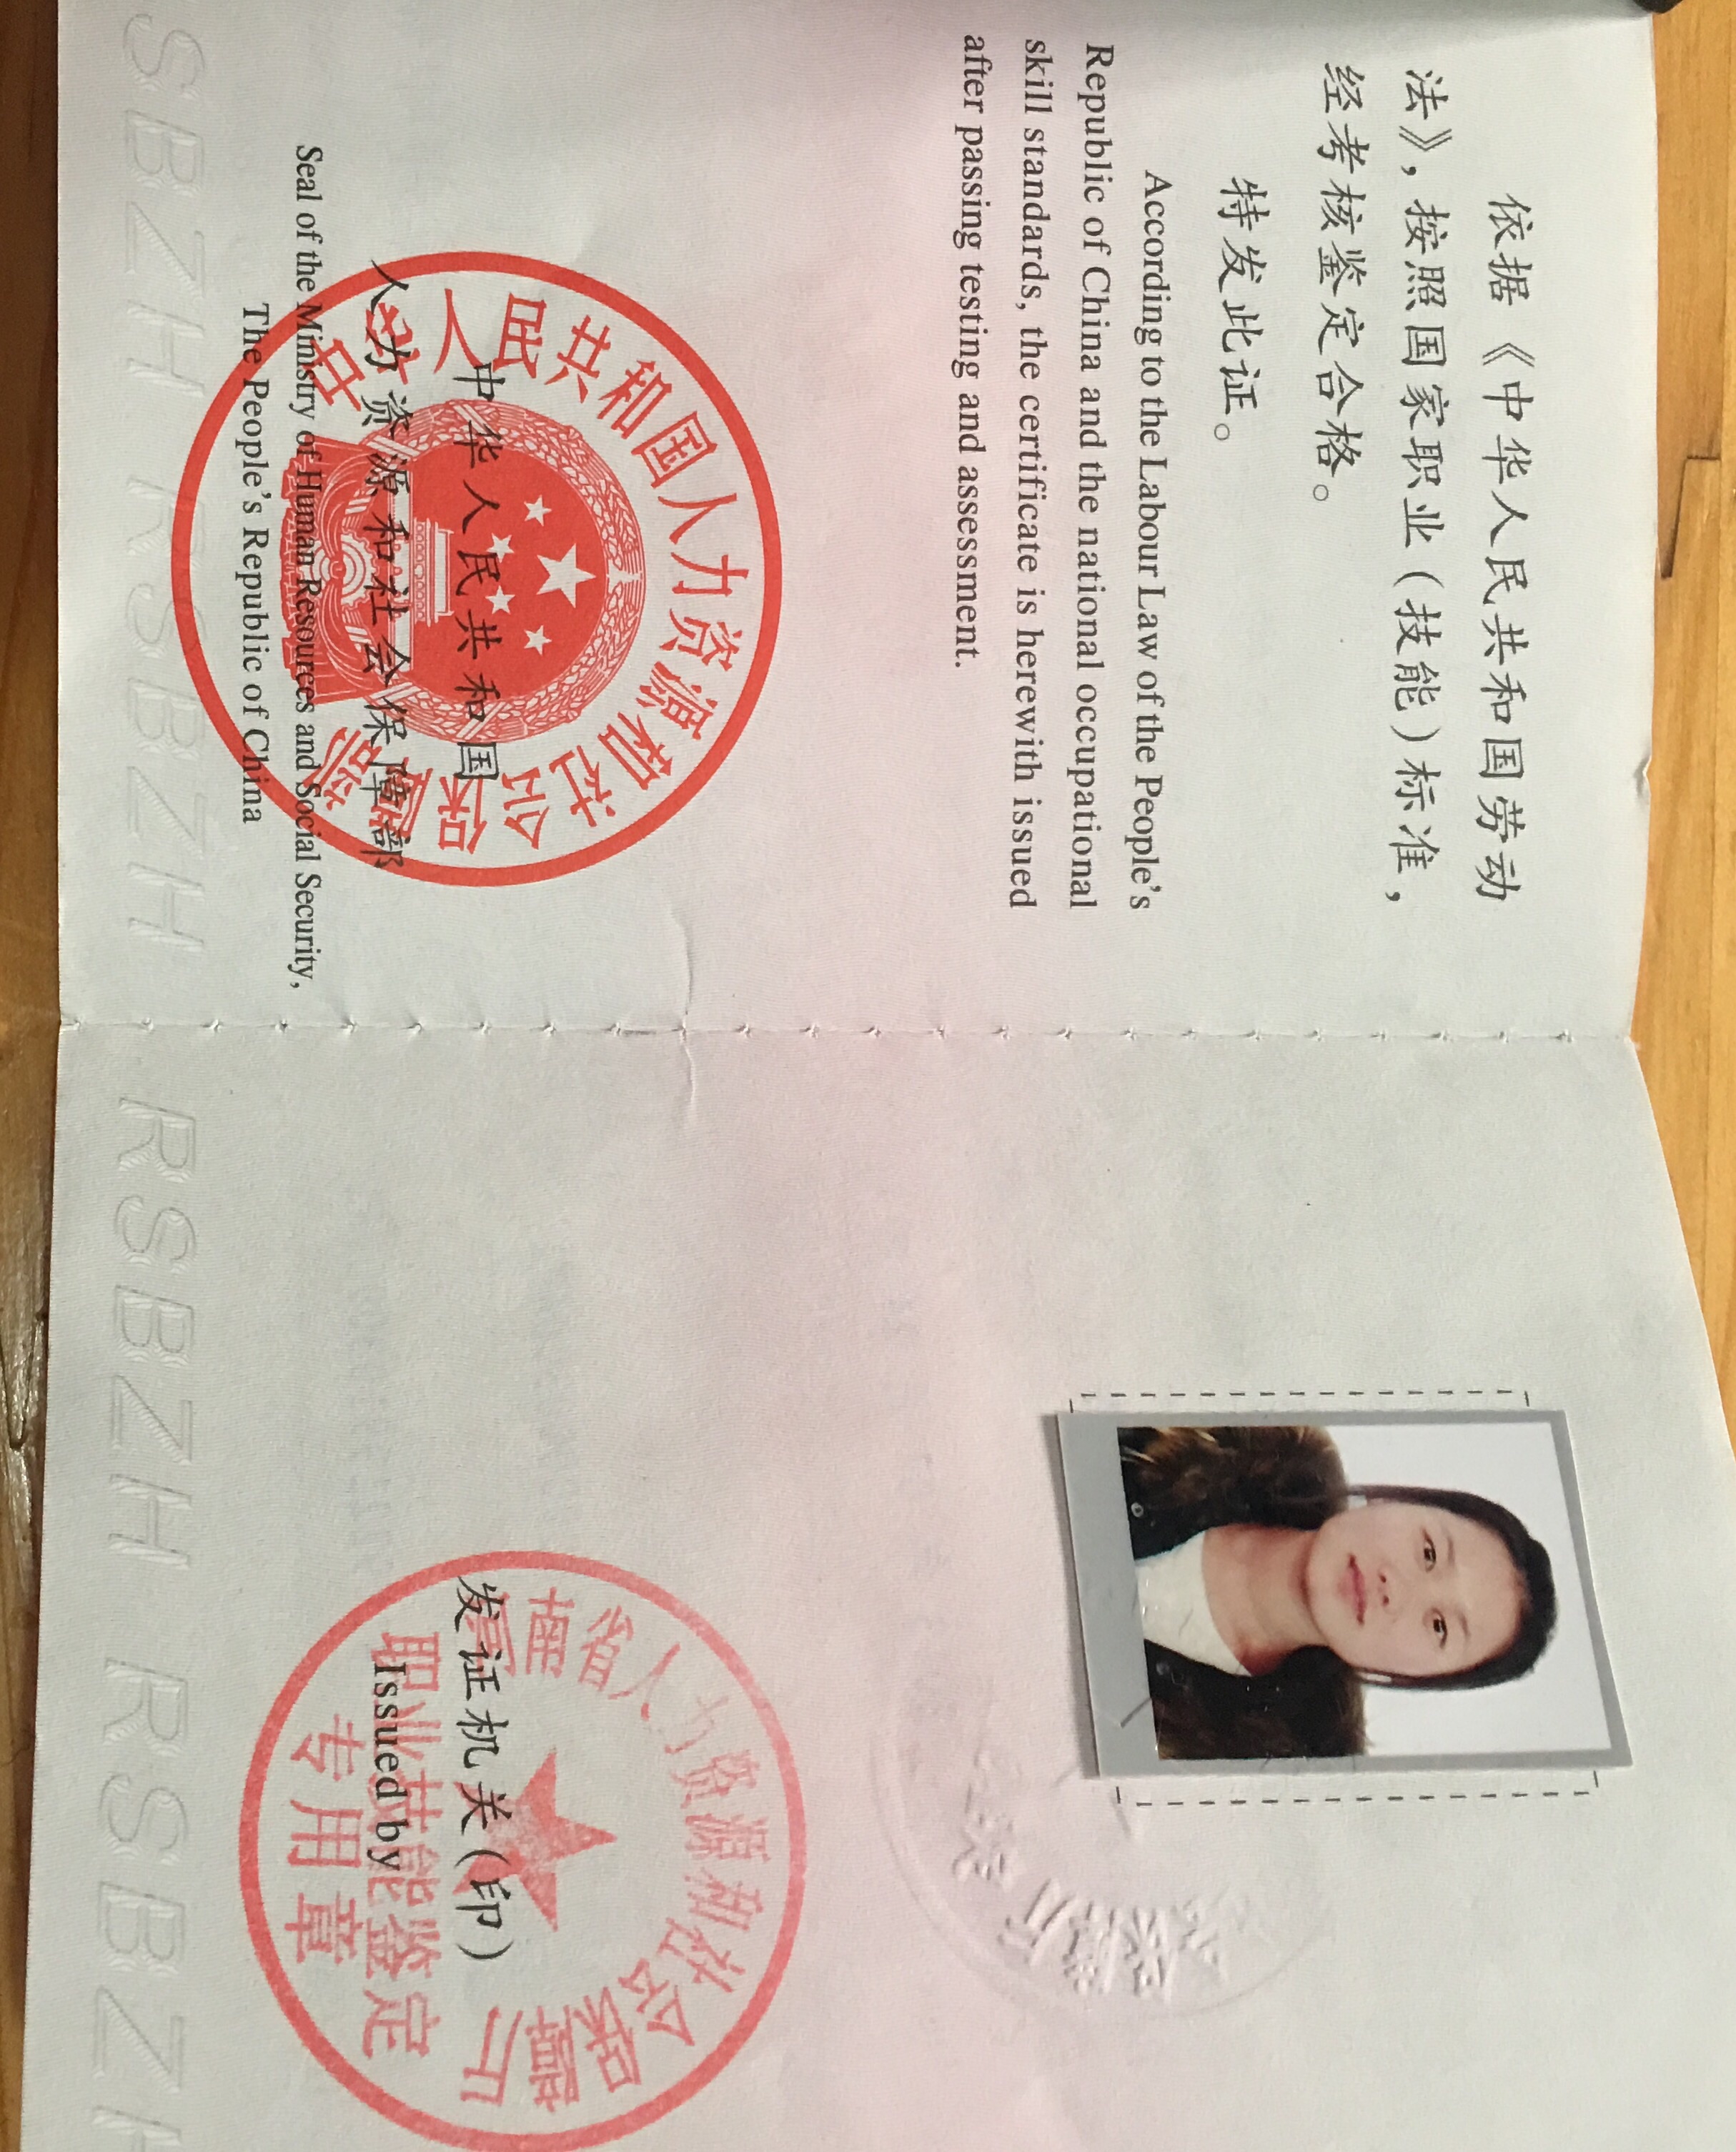 依据《中华人民共和国劳动
法》，按照国家职业（技能）标准，
经考核鉴定合格。
特发此证。
According to the Labour Law of the People's
Republic of China and the national occupational
skill standards, the certificate is herewith issued
after passing testing and assessment.
中华人民共和国人力资源和社会保障部
中华人民共和国
人力资源和社会保障部
Seal of the Ministry of Human Resources and Social Security,
The People's Republic of China
SBZH RSBZH RSBZH
省人力资源和社会保障厅
发证机关（印）
Issued by
职业技能鉴定
专用章
RSBZH RSBZH